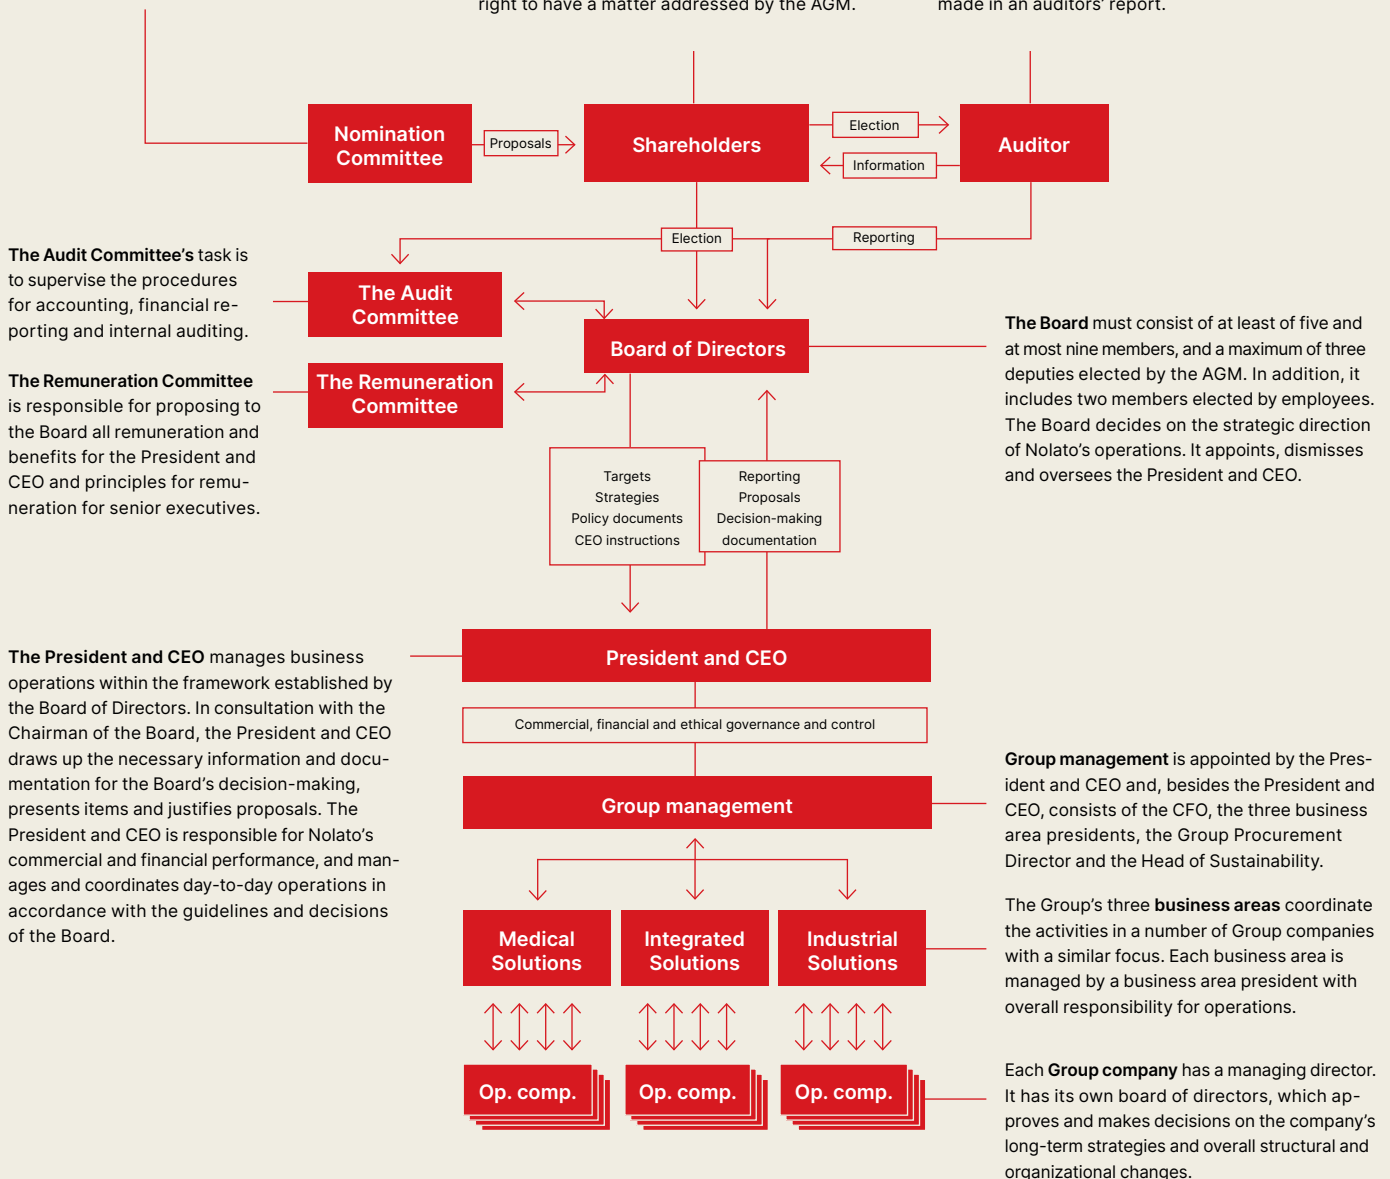 right to have a matter addressed by the AGM.
made in an auditors' report.
Nomination
Committee
Proposals
Shareholders
Election
Information
Auditor
Election
Reporting
The Audit Committee's task is
to supervise the procedures
for accounting, financial re-
porting and internal auditing.
The Audit
Committee
The Remuneration Committee
is responsible for proposing to
the Board all remuneration and
benefits for the President and
CEO and principles for remu-
neration for senior executives.
The Remuneration
Committee
Board of Directors
The Board must consist of at least of five and
at most nine members, and a maximum of three
deputies elected by the AGM. In addition, it
includes two members elected by employees.
The Board decides on the strategic direction
of Nolato's operations. It appoints, dismisses
and oversees the President and CEO.
Targets
Strategies
Policy documents
CEO instructions
Reporting
Proposals
Decision-making
documentation
The President and CEO manages business
operations within the framework established by
the Board of Directors. In consultation with the
Chairman of the Board, the President and CEO
draws up the necessary information and docu-
mentation for the Board's decision-making,
presents items and justifies proposals. The
President and CEO is responsible for Nolato's
commercial and financial performance, and man-
ages and coordinates day-to-day operations in
accordance with the guidelines and decisions
of the Board.
President and CEO
Commercial, financial and ethical governance and control
Group management
Group management is appointed by the Pres-
ident and CEO and, besides the President and
CEO, consists of the CFO, the three business
area presidents, the Group Procurement
Director and the Head of Sustainability.
Medical
Solutions
Integrated
Solutions
Industrial
Solutions
The Group's three business areas coordinate
the activities in a number of Group companies
with a similar focus. Each business area is
managed by a business area president with
overall responsibility for operations.
Op. comp.
Op. comp.
Op. comp.
Each Group company has a managing director.
It has its own board of directors, which ap-
proves and makes decisions on the company's
long-term strategies and overall structural and
organizational changes.